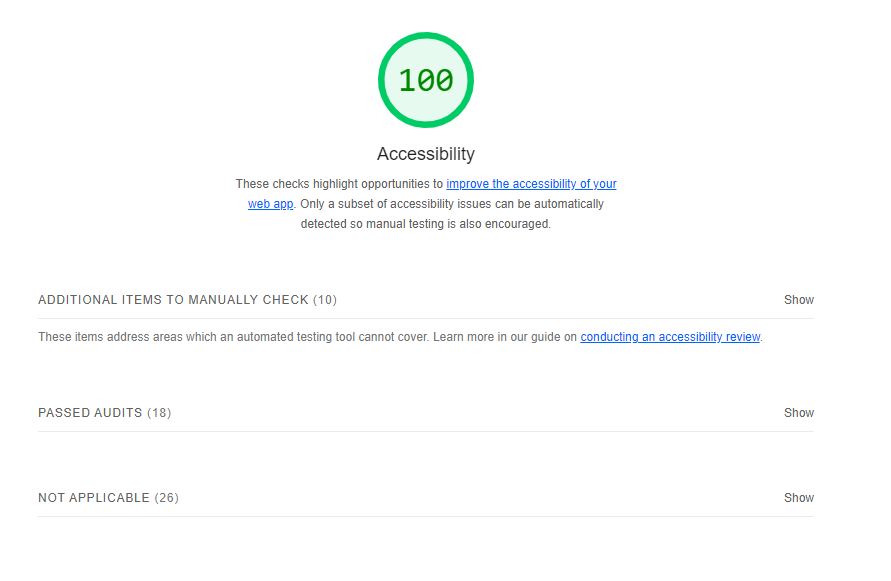 100
Accessibility
These checks highlight opportunities to improve the accessibility of your
web app. Only a subset of accessibility issues can be automatically
detected so manual testing is also encouraged.
ADDITIONAL ITEMS TO MANUALLY CHECK (10) Show
These items address areas which an automated testing tool cannot cover. Learn more in our guide on conducting an accessibility review.
PASSED AUDITS (18) Show
NOT APPLICABLE (26) Show